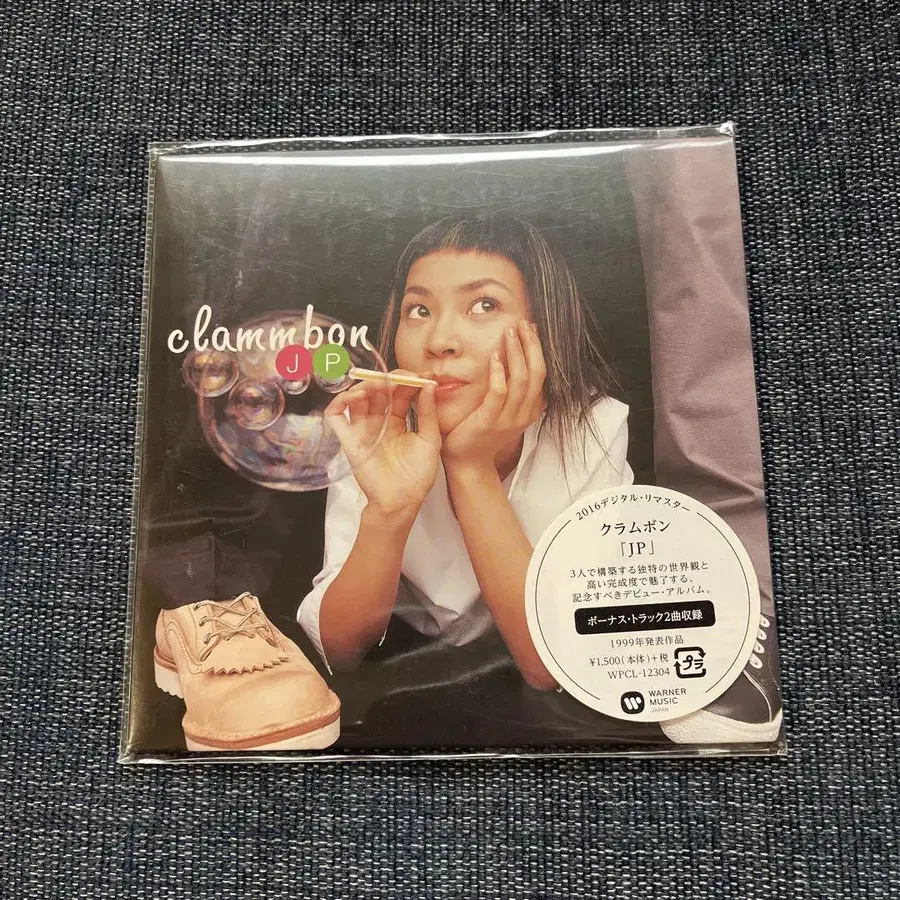 clammbon
J P
2016デジタル・リマスター
クラムボン
「JP」
3人で構築する独特の世界観と
高い完成度で魅了する、
記念すべきデビュー・アルバム。
ボーナス・トラック2曲収録
1999年発表作品
¥1,500(本体)+税
プラ
WPCL-12304
WARNER
MUSIC
JAPAN